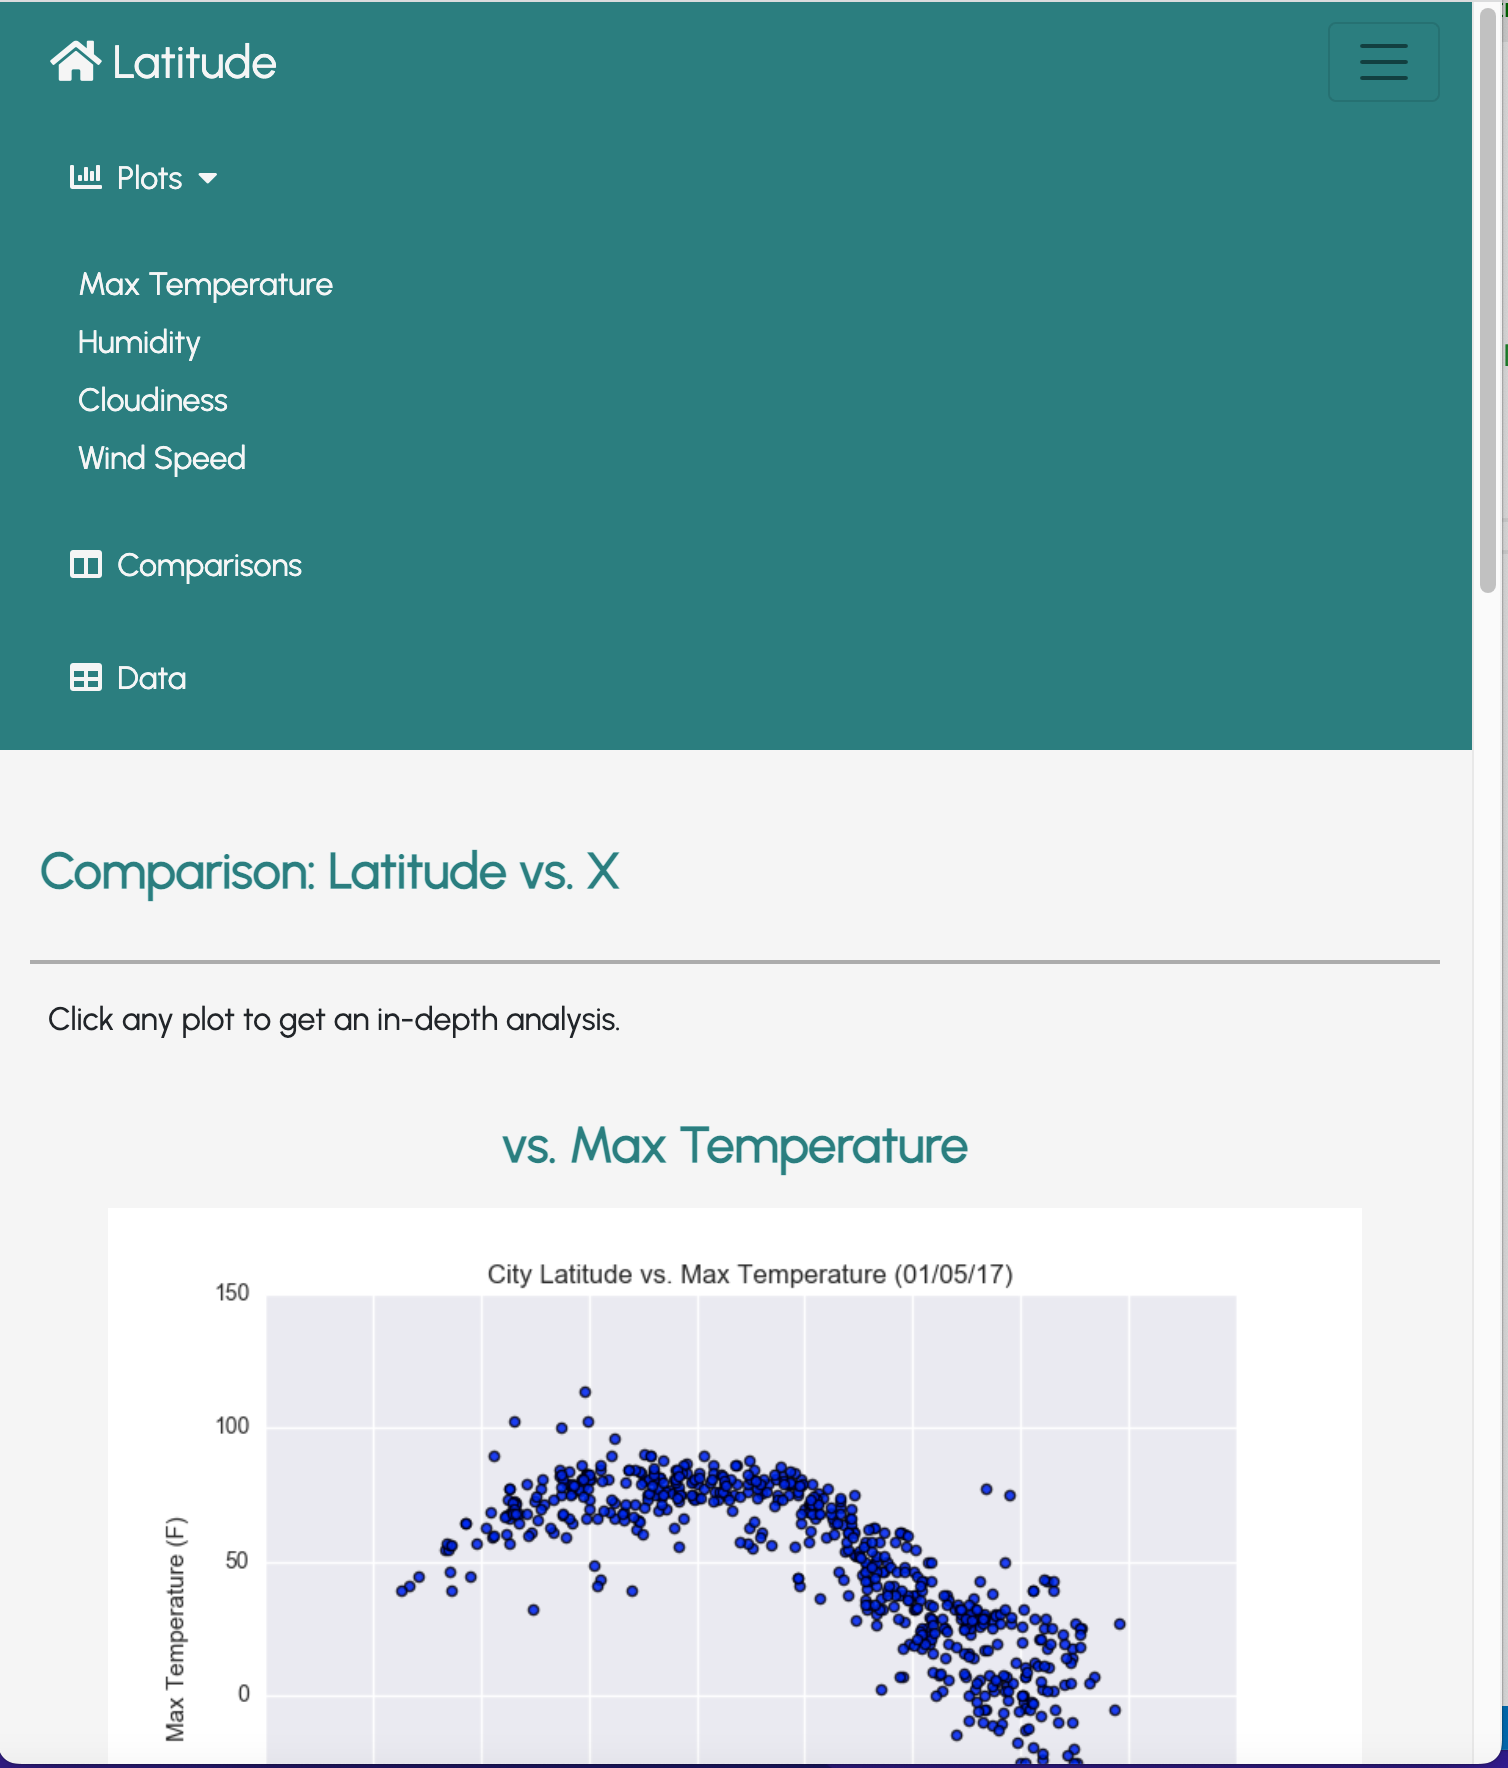 Latitude
Plots
Max Temperature
Humidity
Cloudiness
Wind Speed
Comparisons
Data
Comparison: Latitude vs. X
Click any plot to get an in-depth analysis.
vs. Max Temperature
City Latitude vs. Max Temperature (01/05/17)
150
100
50
0
Max Temperature (F)